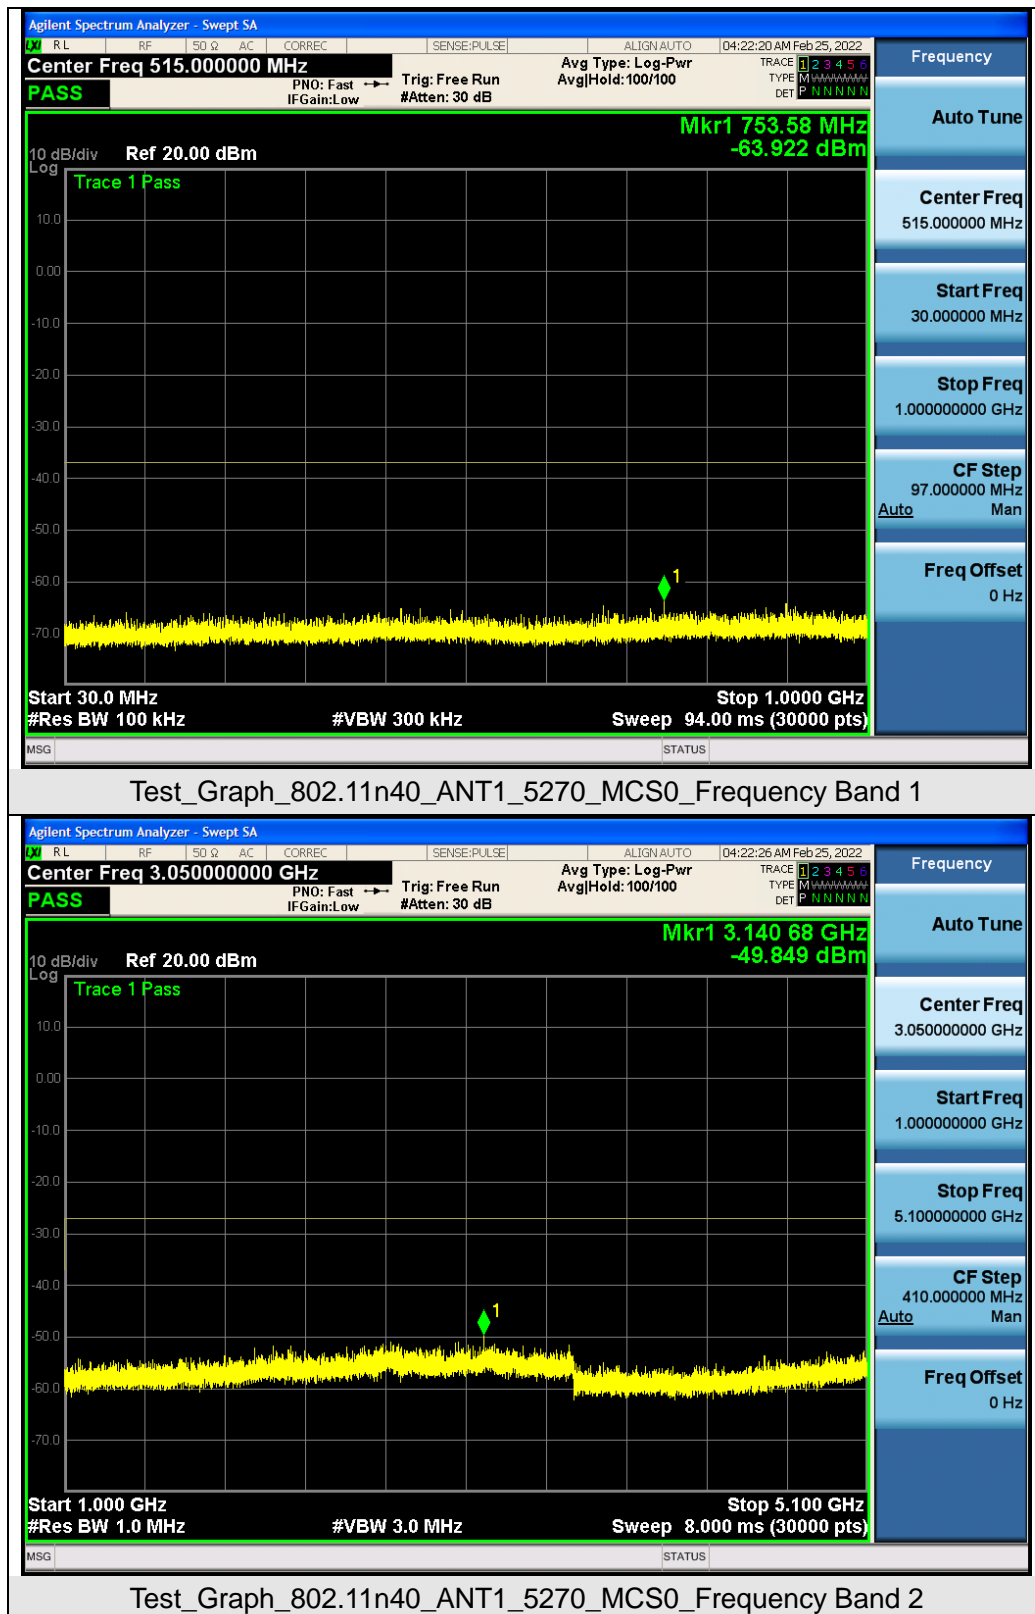 Agilent Spectrum Analyzer - Swept SA
LXI RL RF 50 Ω AC CORREC SENSE:PULSE ALIGN AUTO 04:22:20 AM Feb 25, 2022
Center Freq 515.000000 MHz
PASS
PNO: Fast
IFGain:Low
Trig: Free Run
#Atten: 30 dB
Avg Type: Log-Pwr
Avg|Hold: 100/100
TRACE 1 2 3 4 5 6
TYPE M WWWWW
DET P N N N N N
Mkr1 753.58 MHz
-63.922 dBm
10 dB/div Ref 20.00 dBm
Log
Trace 1 Pass
10.0
0.00
-10.0
-20.0
-30.0
-40.0
-50.0
-60.0
-70.0
1
Start 30.0 MHz Stop 1.0000 GHz
#Res BW 100 kHz #VBW 300 kHz Sweep 94.00 ms (30000 pts)
MSG STATUS
Frequency
Auto Tune
Center Freq
515.000000 MHz
Start Freq
30.000000 MHz
Stop Freq
1.000000000 GHz
CF Step
97.000000 MHz
Auto Man
Freq Offset
0 Hz
Test_Graph_802.11n40_ANT1_5270_MCS0_Frequency Band 1
Agilent Spectrum Analyzer - Swept SA
LXI RL RF 50 Ω AC CORREC SENSE:PULSE ALIGN AUTO 04:22:26 AM Feb 25, 2022
Center Freq 3.050000000 GHz
PASS
PNO: Fast
IFGain:Low
Trig: Free Run
#Atten: 30 dB
Avg Type: Log-Pwr
Avg|Hold: 100/100
TRACE 1 2 3 4 5 6
TYPE M WWWWW
DET P N N N N N
Mkr1 3.140 68 GHz
-49.849 dBm
10 dB/div Ref 20.00 dBm
Log
Trace 1 Pass
10.0
0.00
-10.0
-20.0
-30.0
-40.0
-50.0
-60.0
-70.0
1
Start 1.000 GHz Stop 5.100 GHz
#Res BW 1.0 MHz #VBW 3.0 MHz Sweep 8.000 ms (30000 pts)
MSG STATUS
Frequency
Auto Tune
Center Freq
3.050000000 GHz
Start Freq
1.000000000 GHz
Stop Freq
5.100000000 GHz
CF Step
410.000000 MHz
Auto Man
Freq Offset
0 Hz
Test_Graph_802.11n40_ANT1_5270_MCS0_Frequency Band 2